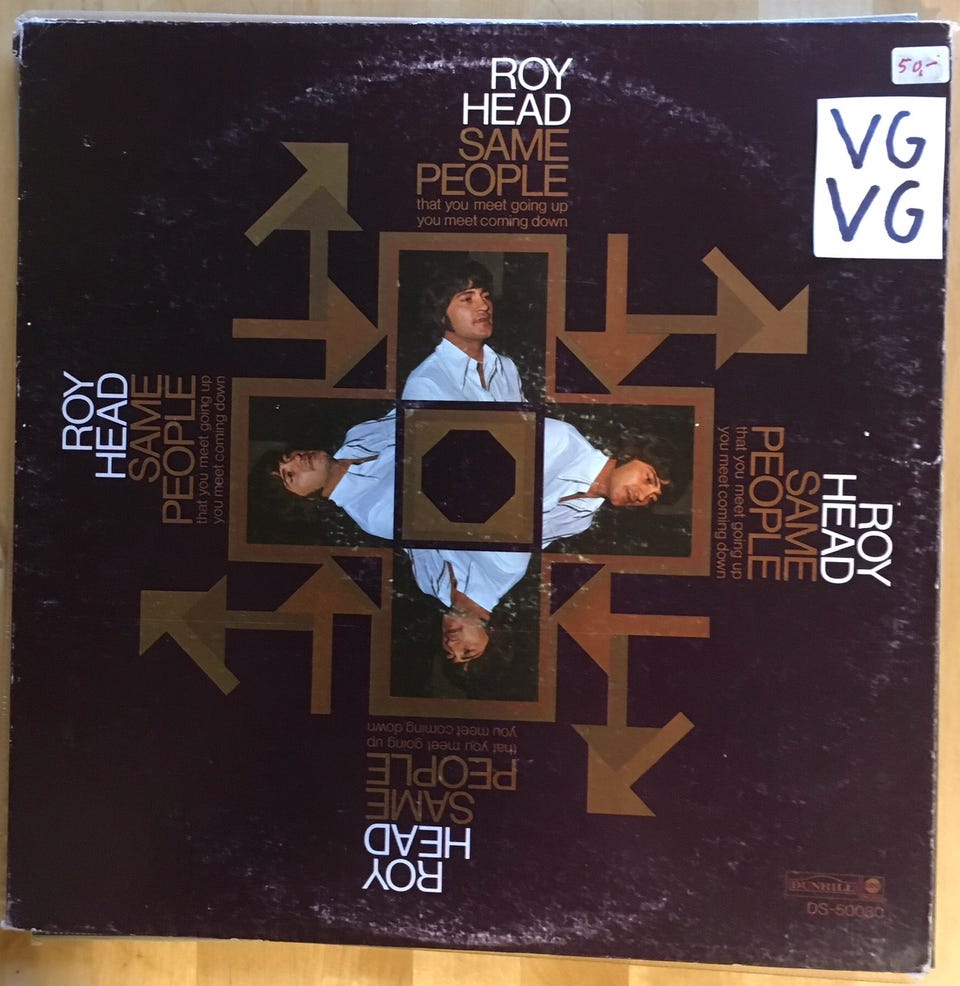 ROY
HEAD
SAME
PEOPLE
that you meet going up
you meet coming down
50,-
VG
VG
ROY
HEAD
SAME
PEOPLE
that you meet going up
you meet coming down
ROY
HEAD
SAME
PEOPLE
that you meet going up
you meet coming down
ROY
HEAD
SAME
PEOPLE
that you meet going up
you meet coming down
DUNHILL
DS-50080